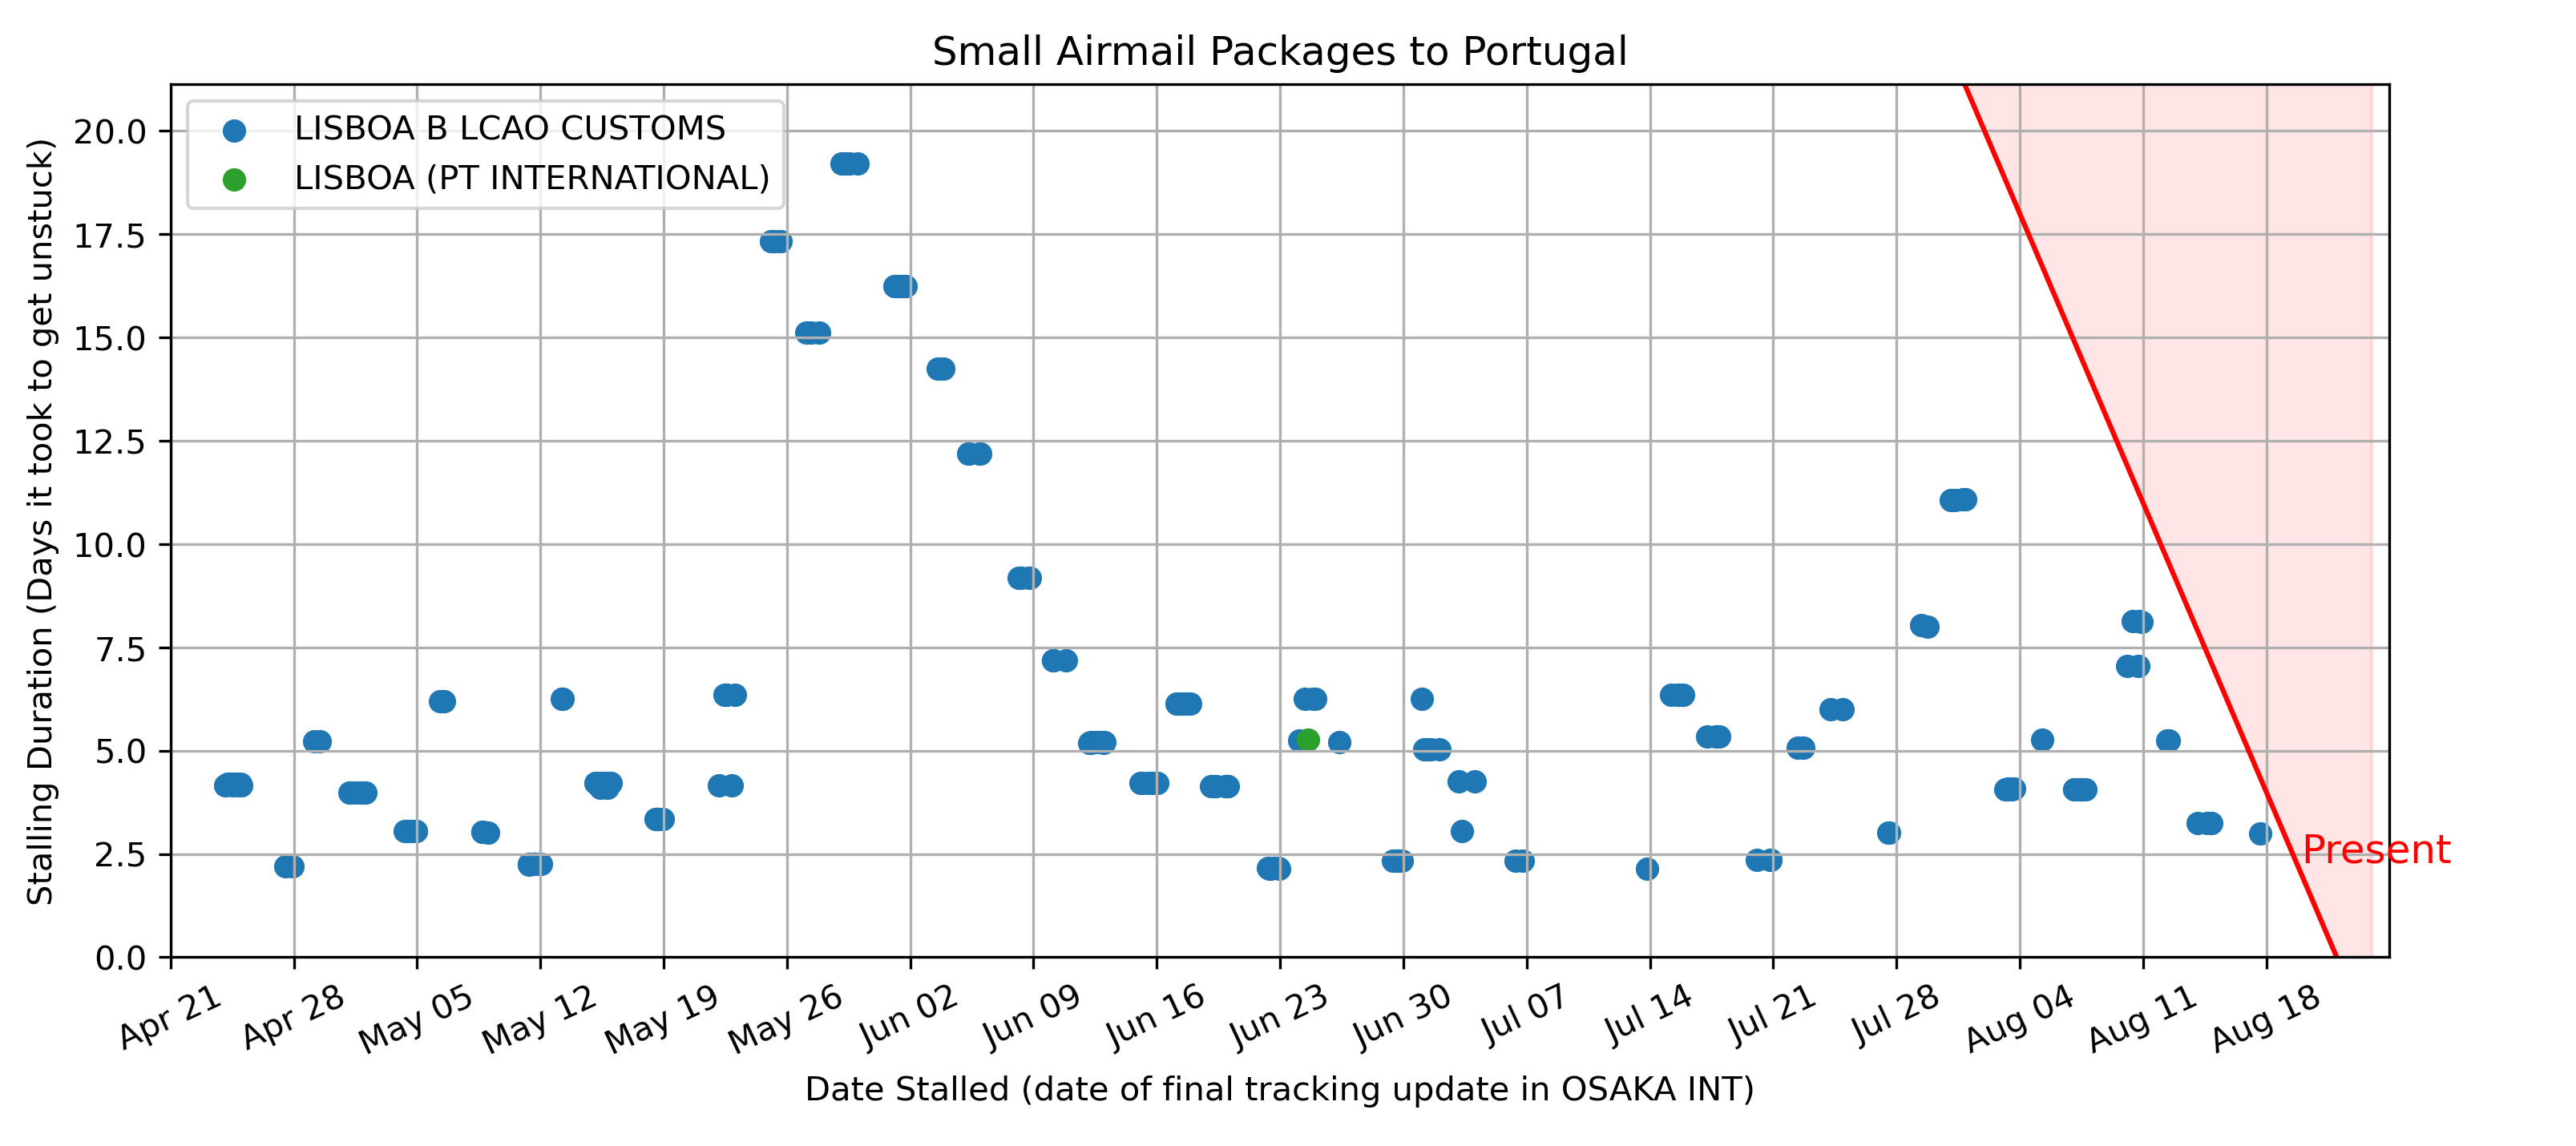 Small Airmail Packages to Portugal
LISBOA B LCAO CUSTOMS
LISBOA (PT INTERNATIONAL)
Stalling Duration (Days it took to get unstuck)
20.0
17.5
15.0
12.5
10.0
7.5
5.0
2.5
0.0
Present
Apr 21 Apr 28 May 05 May 12 May 19 May 26 Jun 02 Jun 09 Jun 16 Jun 23 Jun 30 Jul 07 Jul 14 Jul 21 Jul 28 Aug 04 Aug 11 Aug 18
Date Stalled (date of final tracking update in OSAKA INT)